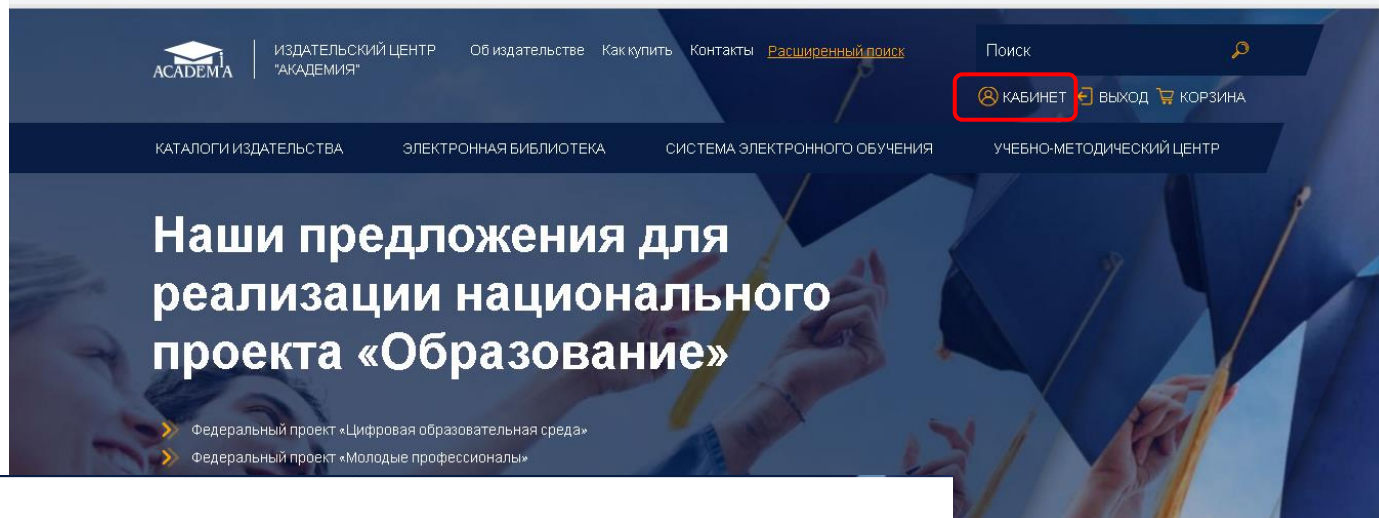 ACADEM'A
ИЗДАТЕЛЬСКИЙ ЦЕНТР
"АКАДЕМИЯ"
Об издательстве Как купить Контакты Расширенный поиск
Поиск
КАБИНЕТ ВЫХОД КОРЗИНА
КАТАЛОГИ ИЗДАТЕЛЬСТВА ЭЛЕКТРОННАЯ БИБЛИОТЕКА СИСТЕМА ЭЛЕКТРОННОГО ОБУЧЕНИЯ УЧЕБНО-МЕТОДИЧЕСКИЙ ЦЕНТР
Наши предложения для
реализации национального
проекта «Образование»
Федеральный проект «Цифровая образовательная среда»
Федеральный проект «Молодые профессионалы»